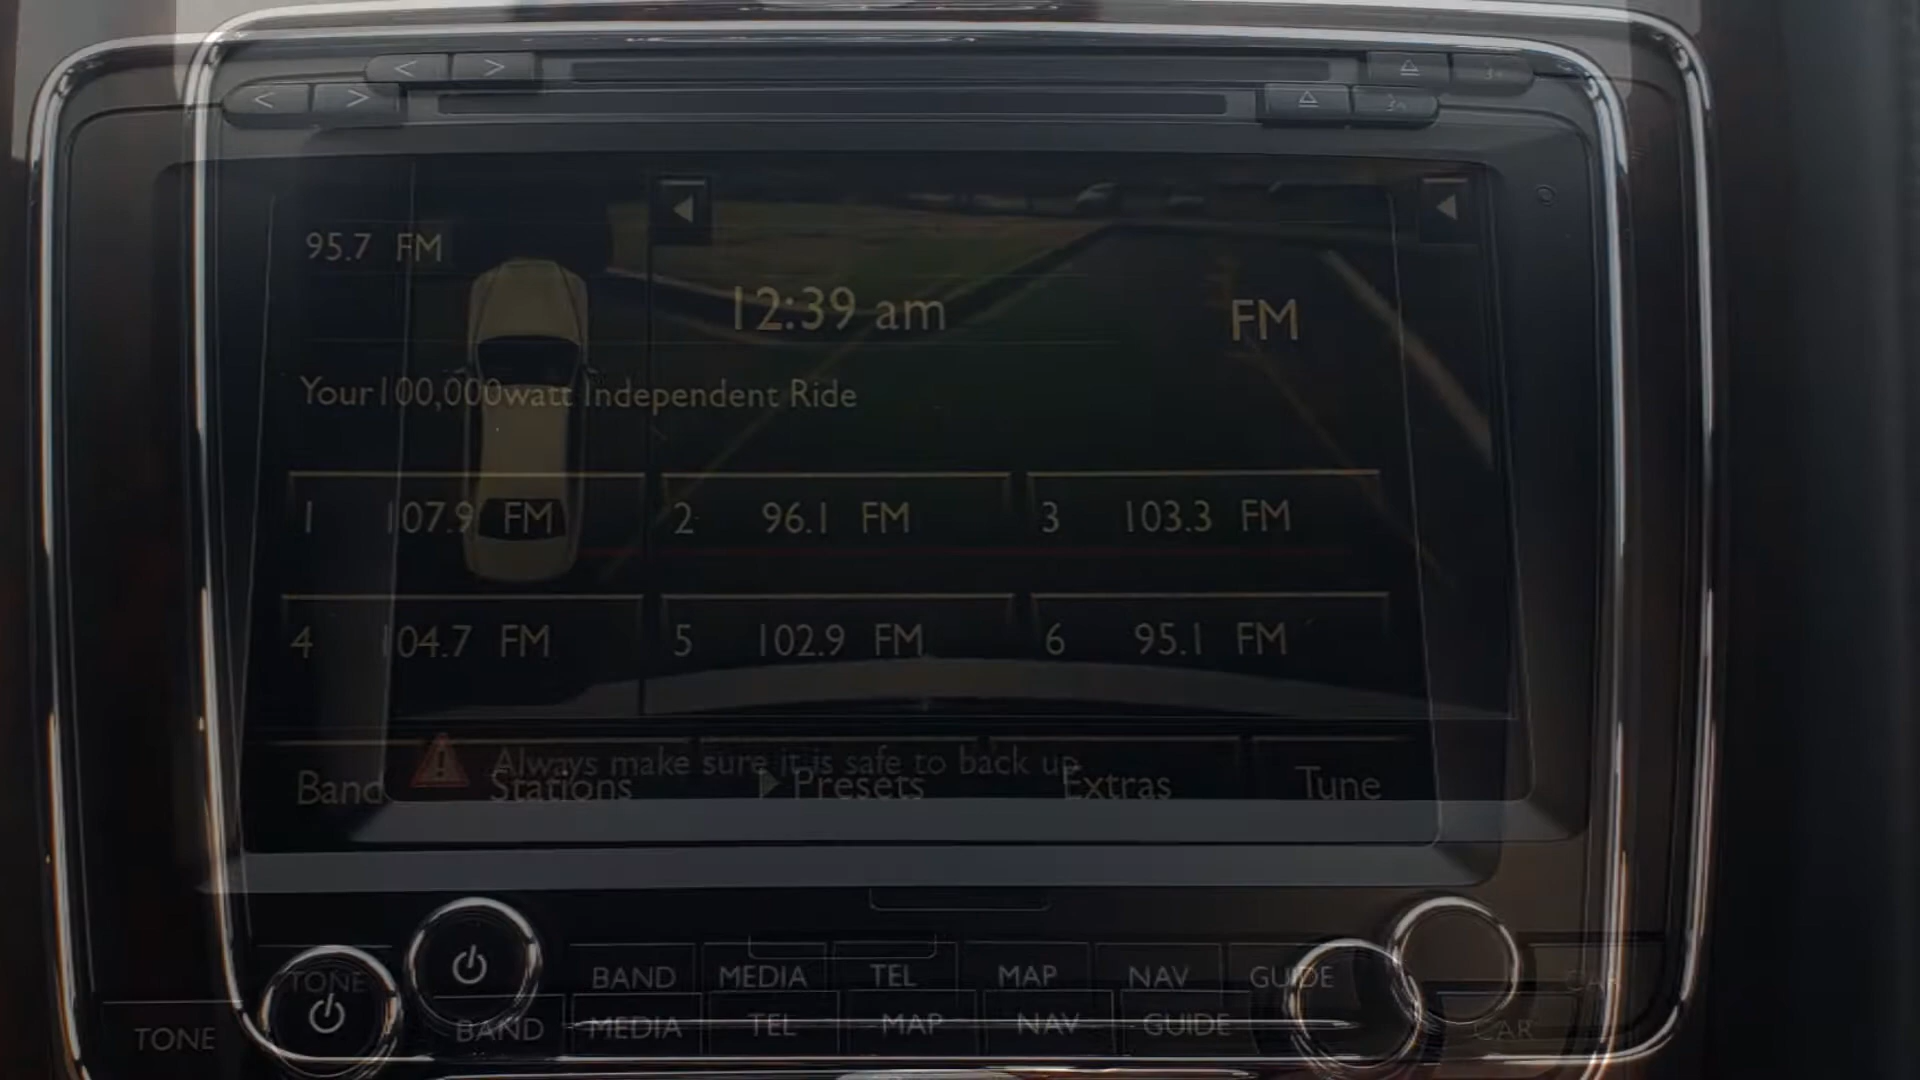 95.7 FM
12:39 am
FM
Your100,000watt Independent Ride
1 107.9 FM
2 96.1 FM
3 103.3 FM
4 104.7 FM
5 102.9 FM
6 95.1 FM
Always make sure it is safe to back up.
Band Stations Presets Extras Tune
TONE BAND MEDIA TEL MAP NAV GUIDE CAR
TONE BAND MEDIA TEL MAP NAV GUIDE CAR